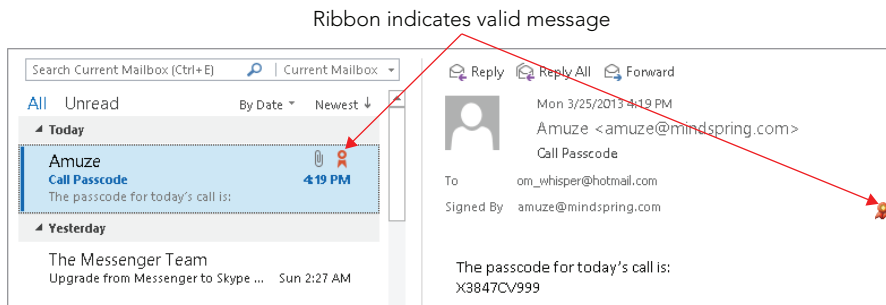 Ribbon indicates valid message
Search Current Mailbox (Ctrl+E) Current Mailbox
All Unread By Date Newest ↓
Today
Amuze
Call Passcode 4:19 PM
The passcode for today's call is:
Yesterday
The Messenger Team
Upgrade from Messenger to Skype ... Sun 2:27 AM
Reply Reply All Forward
Mon 3/25/2013 4:19 PM
Amuze <amuze@mindspring.com>
Call Passcode
To om_whisper@hotmail.com
Signed By amuze@mindspring.com
The passcode for today's call is:
X3847CV999